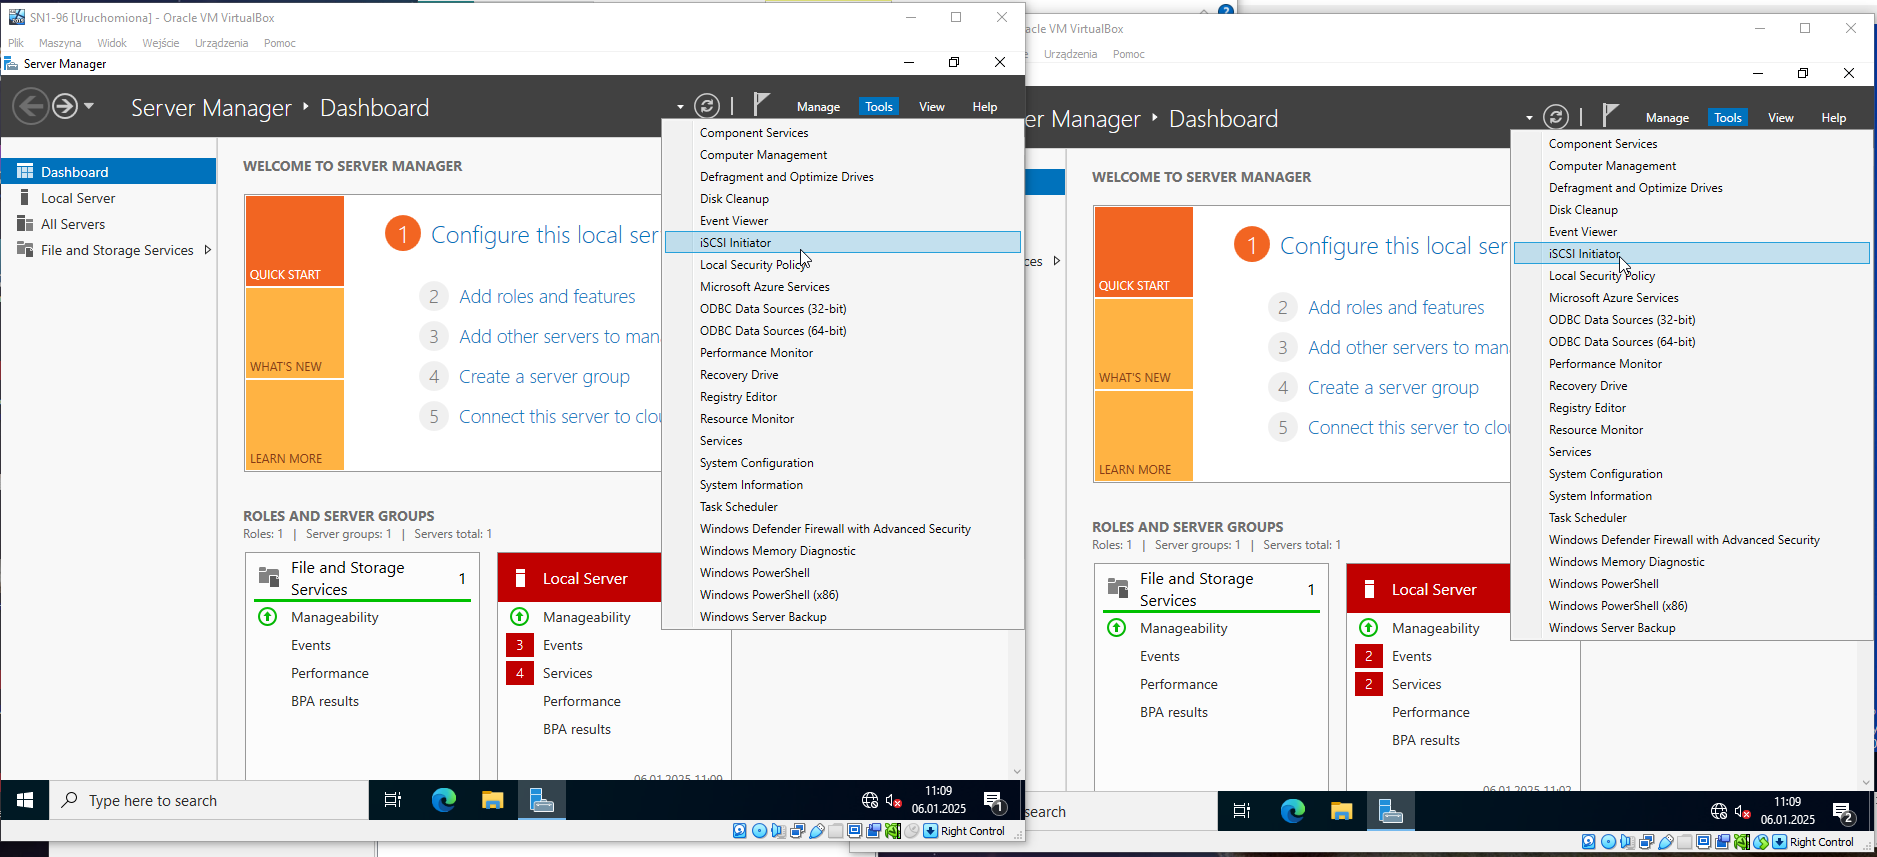 SN1-96 [Uruchomiona] - Oracle VM VirtualBox
Plik Maszyna Widok Wejście Urządzenia Pomoc
Server Manager
Server Manager Dashboard
Manage Tools View Help
Dashboard
Local Server
All Servers
File and Storage Services
WELCOME TO SERVER MANAGER
QUICK START
WHAT'S NEW
LEARN MORE
1 Configure this local ser
2 Add roles and features
3 Add other servers to man
4 Create a server group
5 Connect this server to clou
Component Services
Computer Management
Defragment and Optimize Drives
Disk Cleanup
Event Viewer
iSCSI Initiator
Local Security Policy
Microsoft Azure Services
ODBC Data Sources (32-bit)
ODBC Data Sources (64-bit)
Performance Monitor
Recovery Drive
Registry Editor
Resource Monitor
Services
System Configuration
System Information
Task Scheduler
Windows Defender Firewall with Advanced Security
Windows Memory Diagnostic
Windows PowerShell
Windows PowerShell (x86)
Windows Server Backup
ROLES AND SERVER GROUPS
Roles: 1 | Server groups: 1 | Servers total: 1
File and Storage
Services
1
Manageability
Events
Performance
BPA results
Local Server
Manageability
3 Events
4 Services
Performance
BPA results
06.01.2025 11:09
Type here to search
11:09
06.01.2025
1
Right Control
acle VM VirtualBox
e Urządzenia Pomoc
er Manager Dashboard
Manage Tools View Help
ces
WELCOME TO SERVER MANAGER
QUICK START
WHAT'S NEW
LEARN MORE
1 Configure this local ser
2 Add roles and features
3 Add other servers to man
4 Create a server group
5 Connect this server to clou
Component Services
Computer Management
Defragment and Optimize Drives
Disk Cleanup
Event Viewer
iSCSI Initiator
Local Security Policy
Microsoft Azure Services
ODBC Data Sources (32-bit)
ODBC Data Sources (64-bit)
Performance Monitor
Recovery Drive
Registry Editor
Resource Monitor
Services
System Configuration
System Information
Task Scheduler
Windows Defender Firewall with Advanced Security
Windows Memory Diagnostic
Windows PowerShell
Windows PowerShell (x86)
Windows Server Backup
ROLES AND SERVER GROUPS
Roles: 1 | Server groups: 1 | Servers total: 1
File and Storage
Services
1
Manageability
Events
Performance
BPA results
Local Server
Manageability
2 Events
2 Services
Performance
BPA results
search
11:09
06.01.2025
2
Right Control